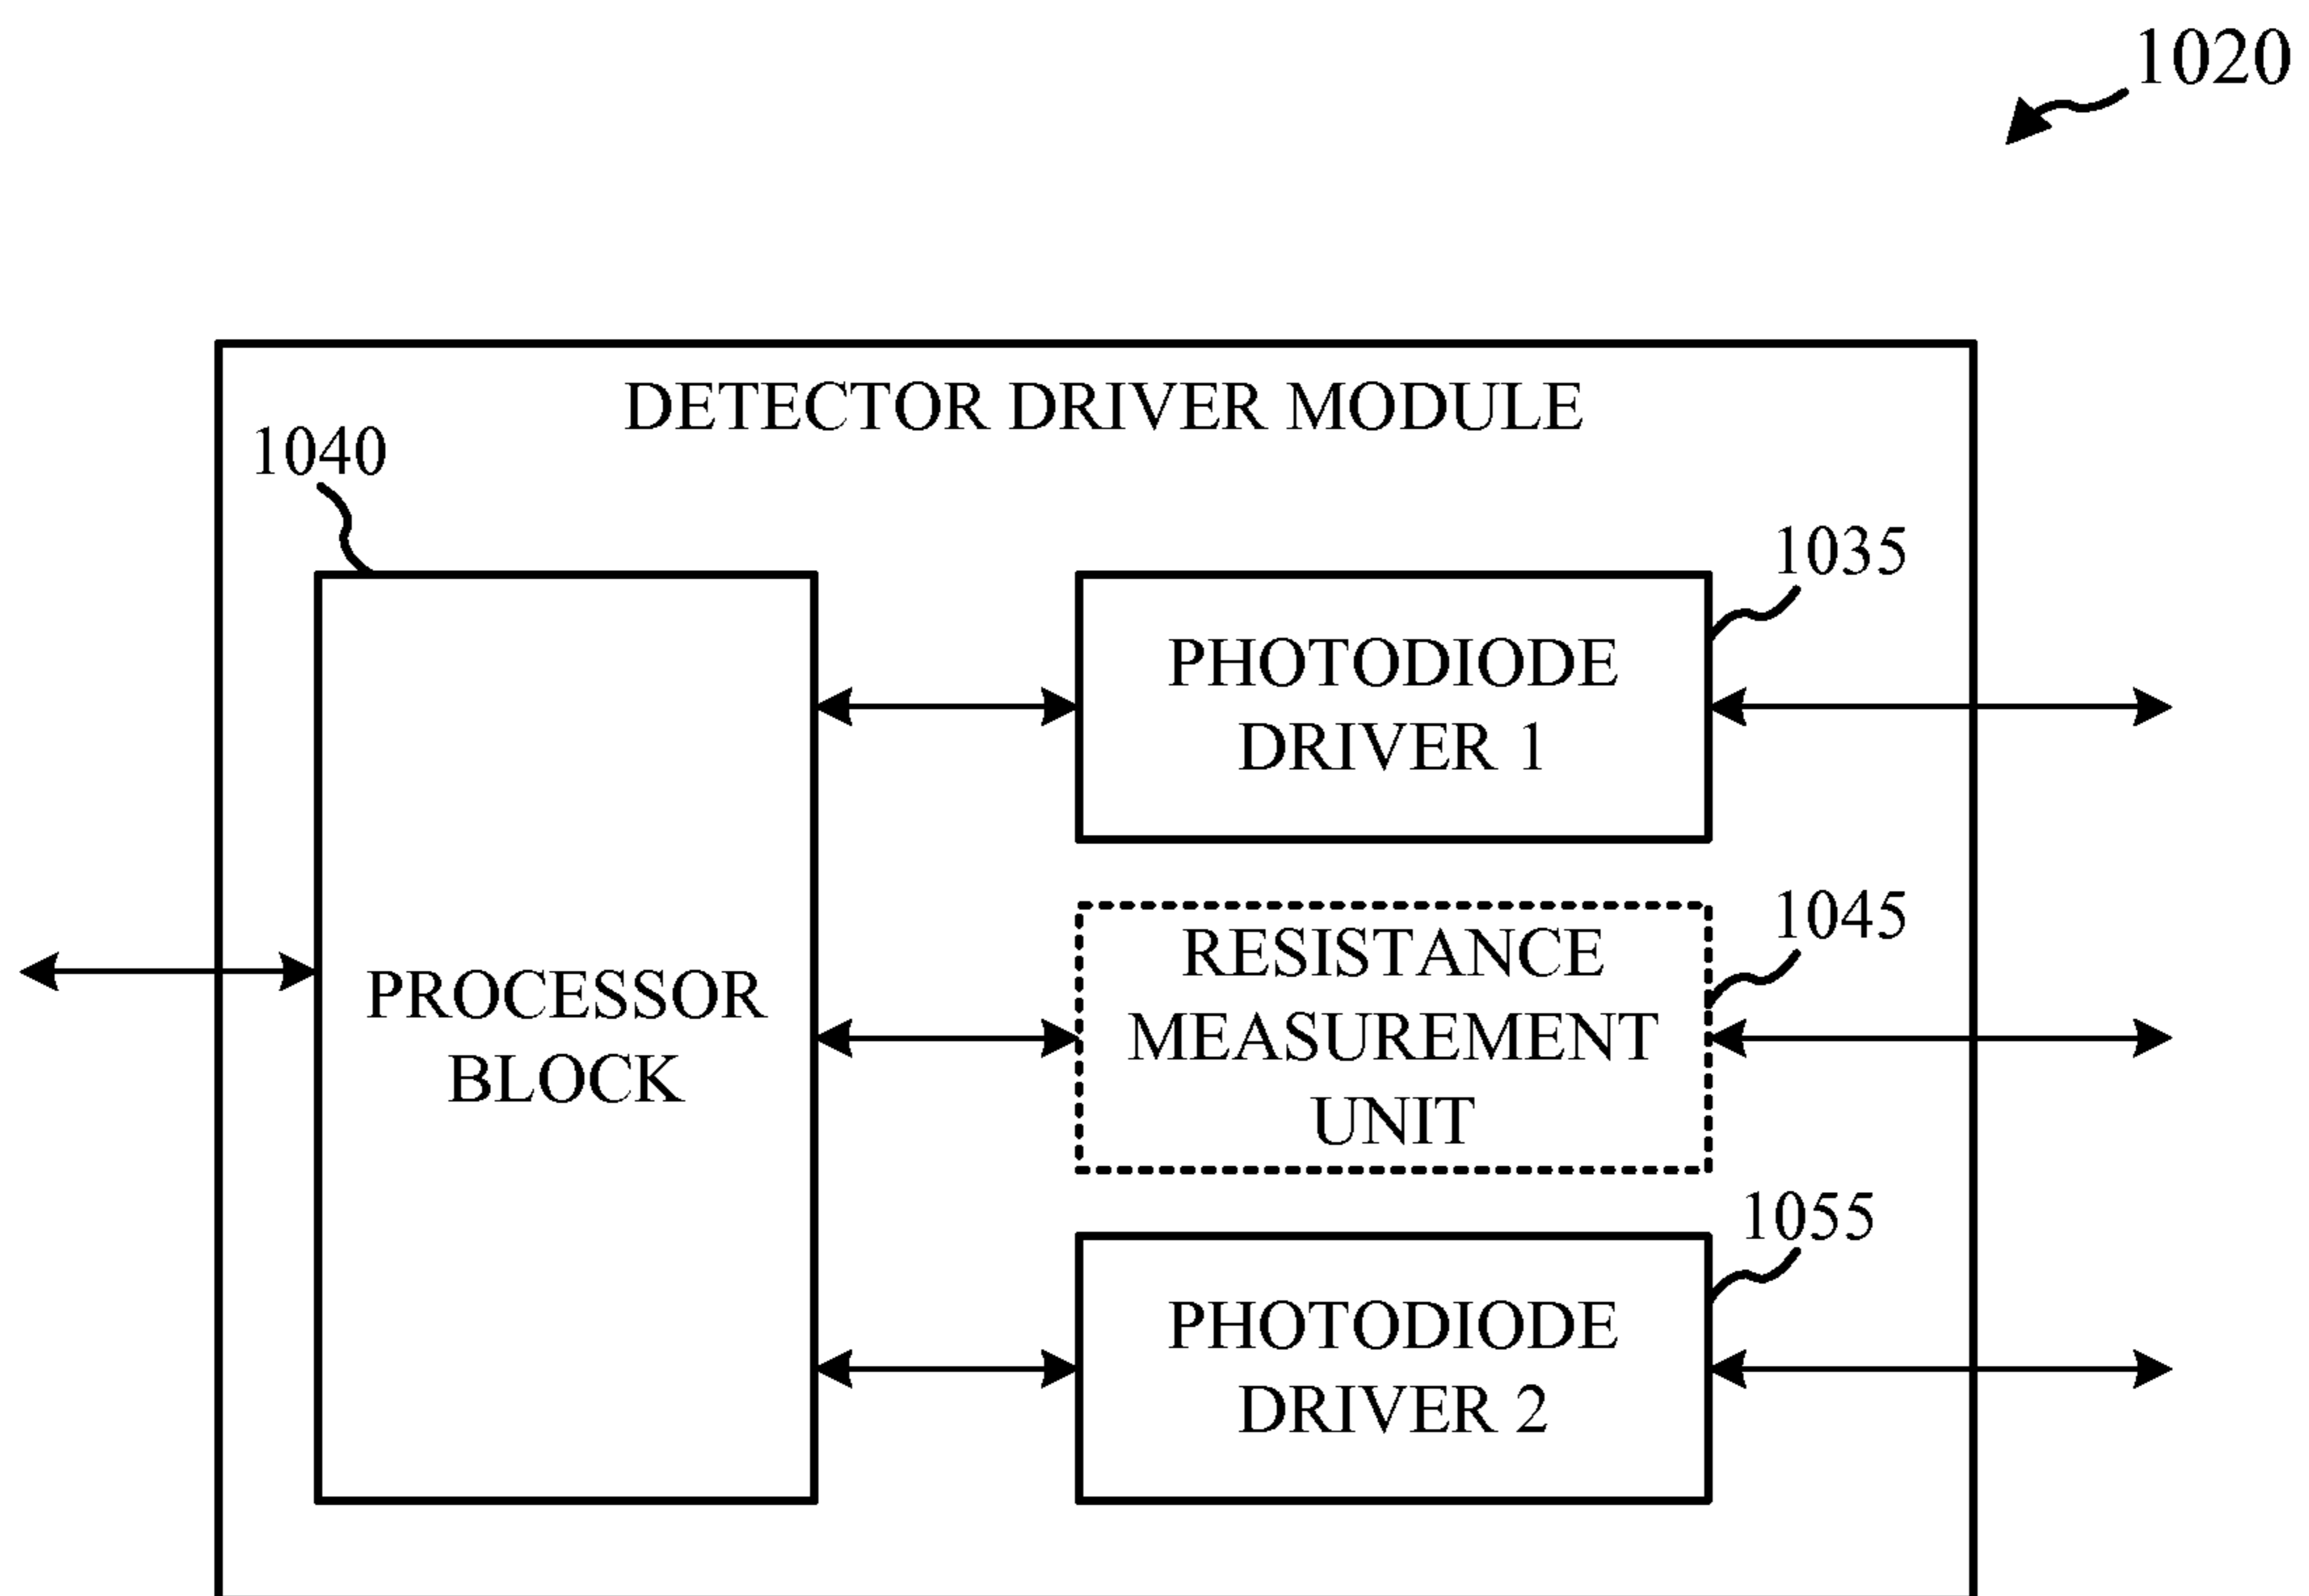 1020
DETECTOR DRIVER MODULE
1040
1035
PHOTODIODE
DRIVER 1
1045
RESISTANCE
MEASUREMENT
UNIT
PROCESSOR
BLOCK
1055
PHOTODIODE
DRIVER 2